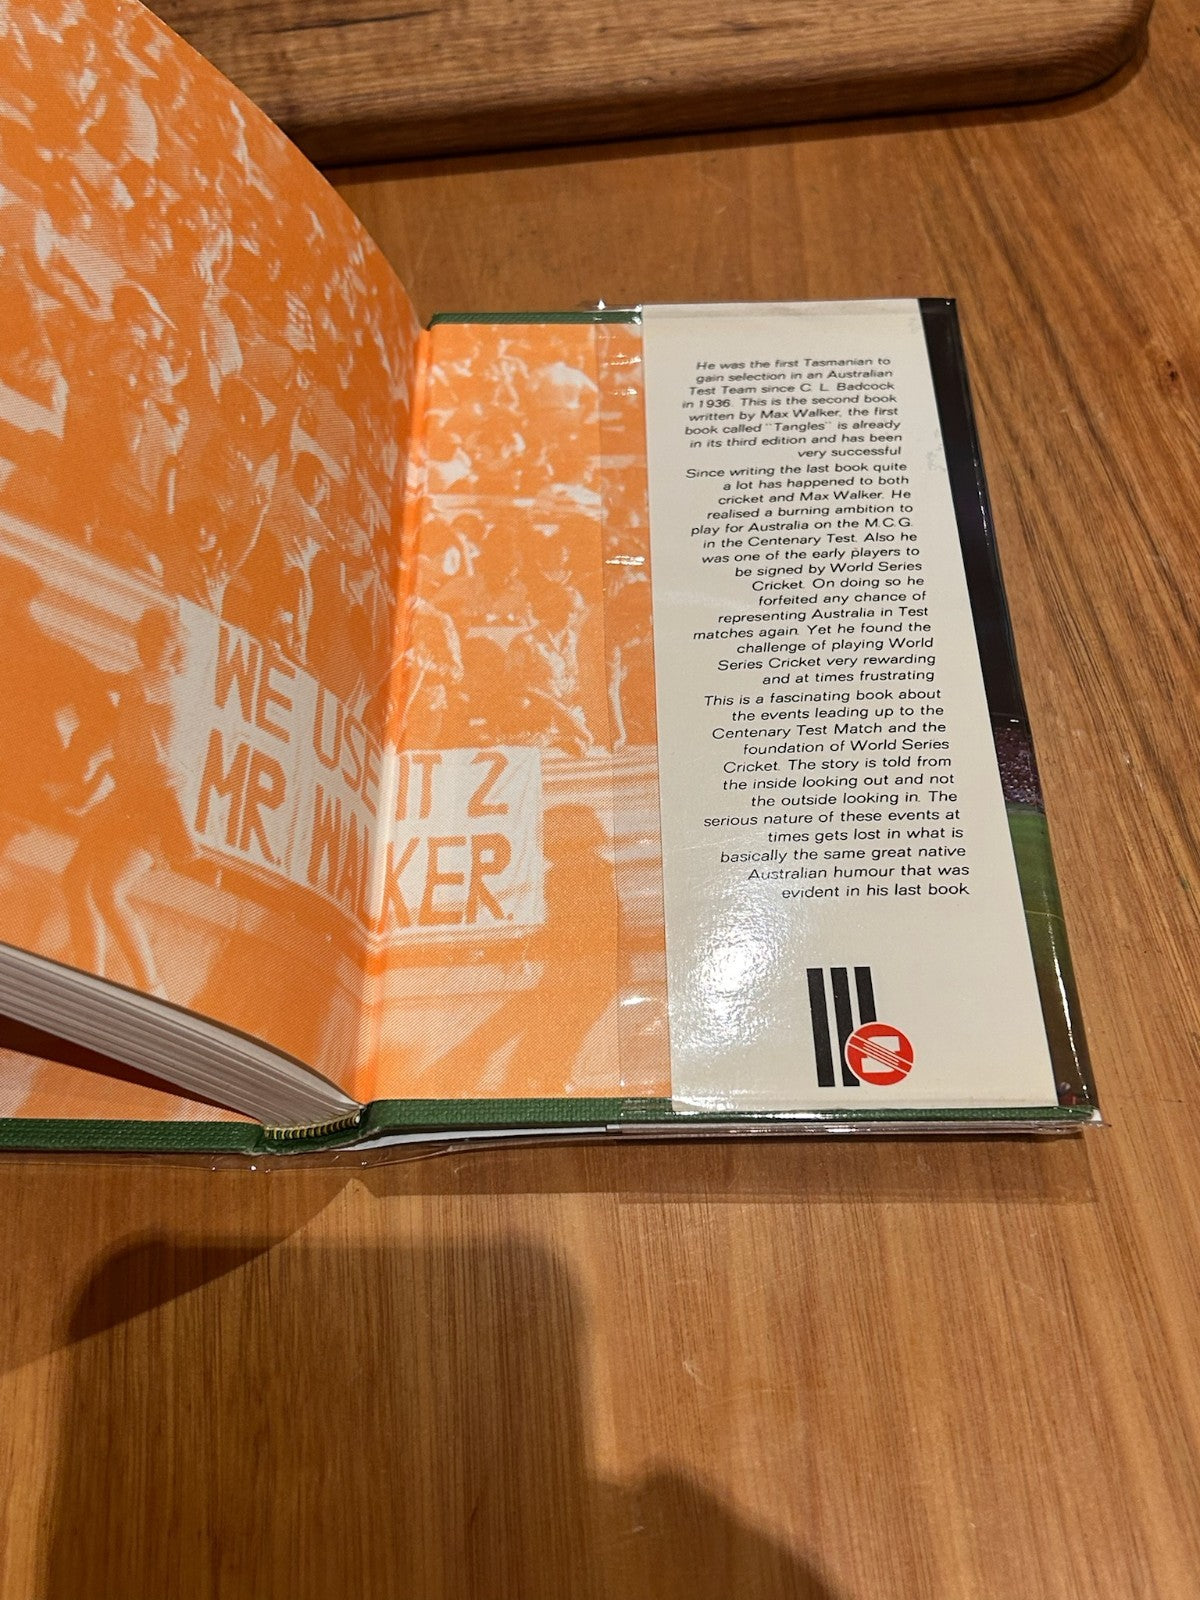 WE USE IT 2
MR. WALKER.
He was the first Tasmanian to
gain selection in an Australian
Test Team since C. L. Badcock
in 1936. This is the second book
written by Max Walker, the first
book called "Tangles" is already
in its third edition and has been
very successful
Since writing the last book quite
a lot has happened to both
cricket and Max Walker. He
realised a burning ambition to
play for Australia on the M.C.G.
in the Centenary Test. Also he
was one of the early players to
be signed by World Series
Cricket. On doing so he
forfeited any chance of
representing Australia in Test
matches again. Yet he found the
challenge of playing World
Series Cricket very rewarding
and at times frustrating
This is a fascinating book about
the events leading up to the
Centenary Test Match and the
foundation of World Series
Cricket. The story is told from
the inside looking out and not
the outside looking in. The
serious nature of these events at
times gets lost in what is
basically the same great native
Australian humour that was
evident in his last book